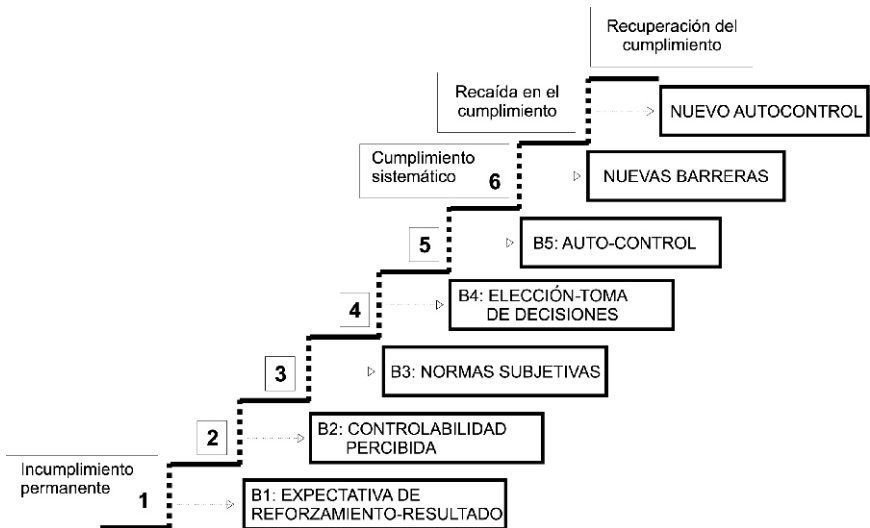 Recuperación del
cumplimiento
Recaída en el
cumplimiento
NUEVO AUTOCONTROL
Cumplimiento
sistemático
6
NUEVAS BARRERAS
5
B5: AUTO-CONTROL
4
B4: ELECCIÓN-TOMA
DE DECISIONES
3
B3: NORMAS SUBJETIVAS
2
B2: CONTROLABILIDAD
PERCIBIDA
Incumplimiento
permanente
1
B1: EXPECTATIVA DE
REFORZAMIENTO-RESULTADO